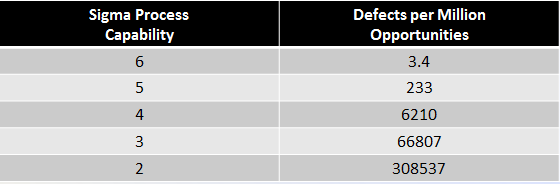 Sigma Process Capability
Defects per Million Opportunities
6 3.4
5 233
4 6210
3 66807
2 308537